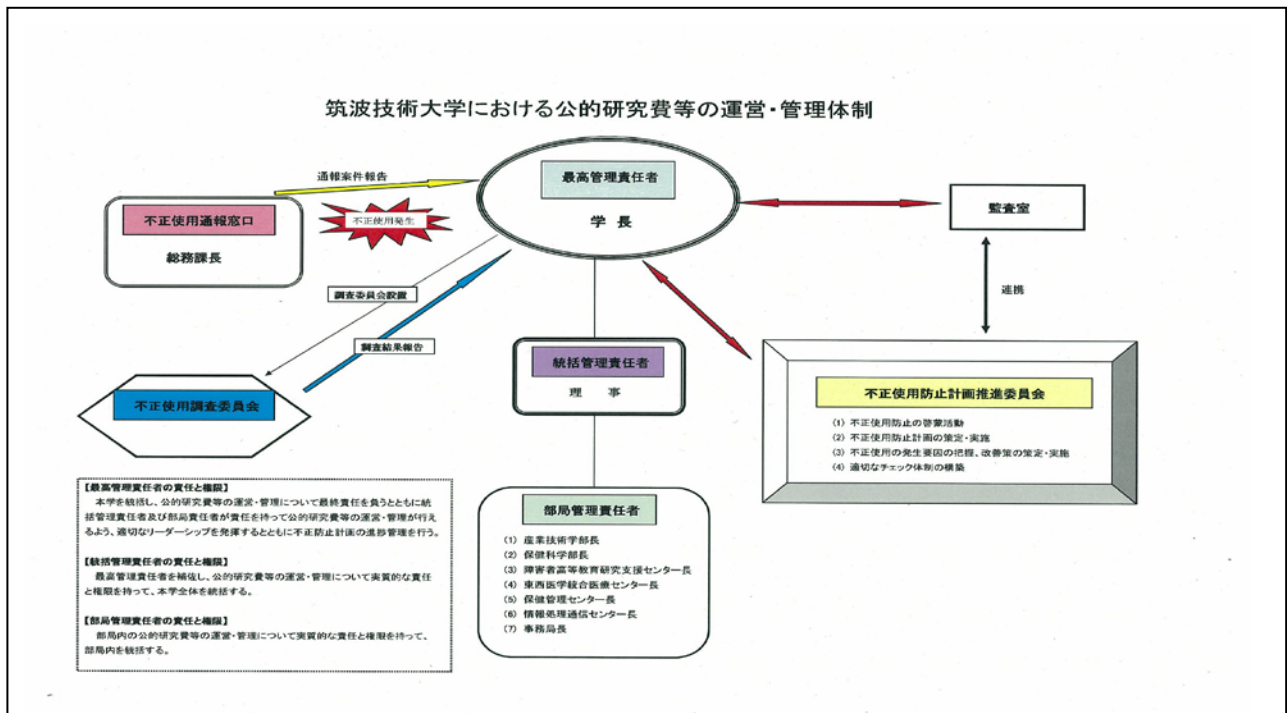 筑波技術大学における公的研究費等の運営・管理体制
通報案件報告
不正使用通報窓口
総務課長
不正使用発生
最高管理責任者
学 長
監査室
連携
調査委員会設置
調査結果報告
不正使用調査委員会
統括管理責任者
理 事
不正使用防止計画推進委員会
(1) 不正使用防止の啓蒙活動
(2) 不正使用防止計画の策定・実施
(3) 不正使用の発生要因の把握、改善策の策定・実施
(4) 適切なチェック体制の構築
部局管理責任者
(1) 産業技術学部長
(2) 保健科学部長
(3) 障害者高等教育研究支援センター長
(4) 東西医学統合医療センター長
(5) 保健管理センター長
(6) 情報処理通信センター長
(7) 事務局長
【最高管理責任者の責任と権限】
本学を統括し、公的研究費等の運営・管理について最終責任を負うとともに統
括管理責任者及び部局責任者が責任を持って公的研究費等の運営・管理が行え
るよう、適切なリーダーシップを発揮するとともに不正防止計画の進捗管理を行う。
【統括管理責任者の責任と権限】
最高管理責任者を補佐し、公的研究費等の運営・管理について実質的な責任
と権限を持って、本学全体を統括する。
【部局管理責任者の責任と権限】
部局内の公的研究費等の運営・管理について実質的な責任と権限を持って、
部局内を統括する。